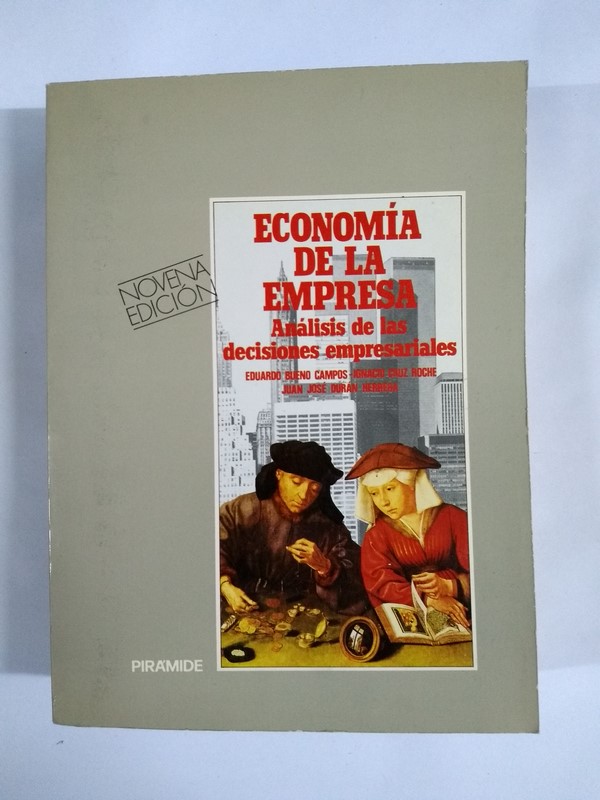 NOVENA
EDICIÓN
ECONOMÍA
DE LA
EMPRESA
Análisis de las
decisiones empresariales
EDUARDO BUENO CAMPOS · IGNACIO CRUZ ROCHE
JUAN JOSÉ DURÁN HERRERA
PIRÁMIDE